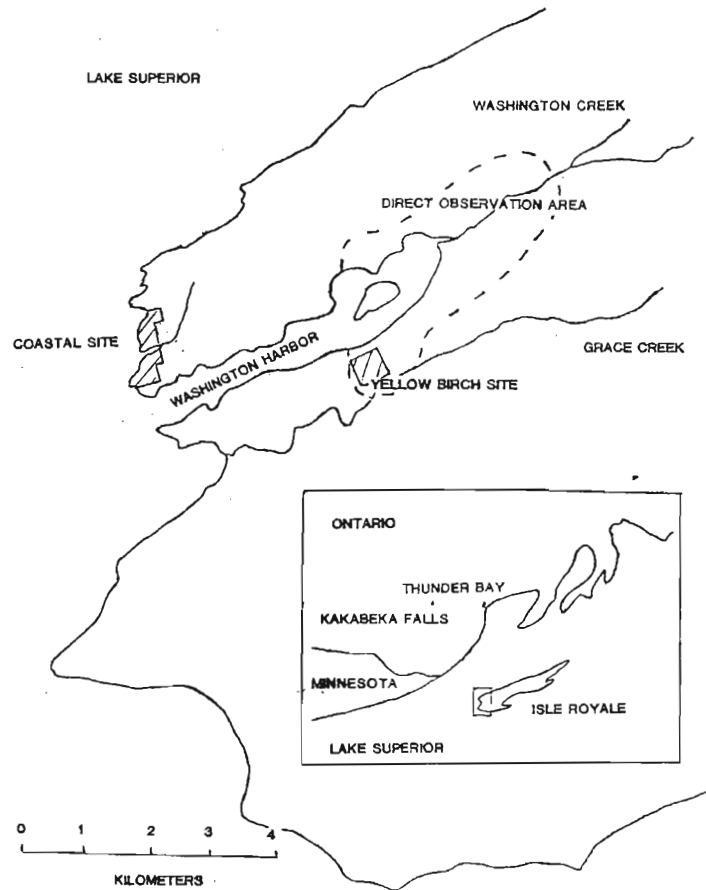 LAKE SUPERIOR
WASHINGTON CREEK
DIRECT OBSERVATION AREA
COASTAL SITE
WASHINGTON HARBOR
GRACE CREEK
YELLOW BIRCH SITE
ONTARIO
THUNDER BAY
KAKABEKA FALLS
MINNESOTA
ISLE ROYALE
LAKE SUPERIOR
0 1 2 3 4
KILOMETERS